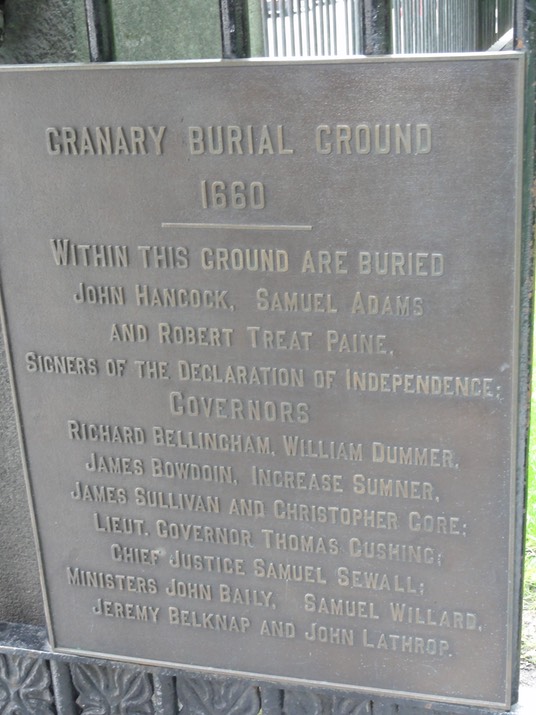 GRANARY BURIAL GROUND
1660
WITHIN THIS GROUND ARE BURIED
JOHN HANCOCK, SAMUEL ADAMS
AND ROBERT TREAT PAINE,
SIGNERS OF THE DECLARATION OF INDEPENDENCE;
GOVERNORS
RICHARD BELLINGHAM, WILLIAM DUMMER,
JAMES BOWDOIN, INCREASE SUMNER,
JAMES SULLIVAN AND CHRISTOPHER GORE;
LIEUT. GOVERNOR THOMAS CUSHING;
CHIEF JUSTICE SAMUEL SEWALL;
MINISTERS JOHN BAILY, SAMUEL WILLARD,
JEREMY BELKNAP AND JOHN LATHROP.